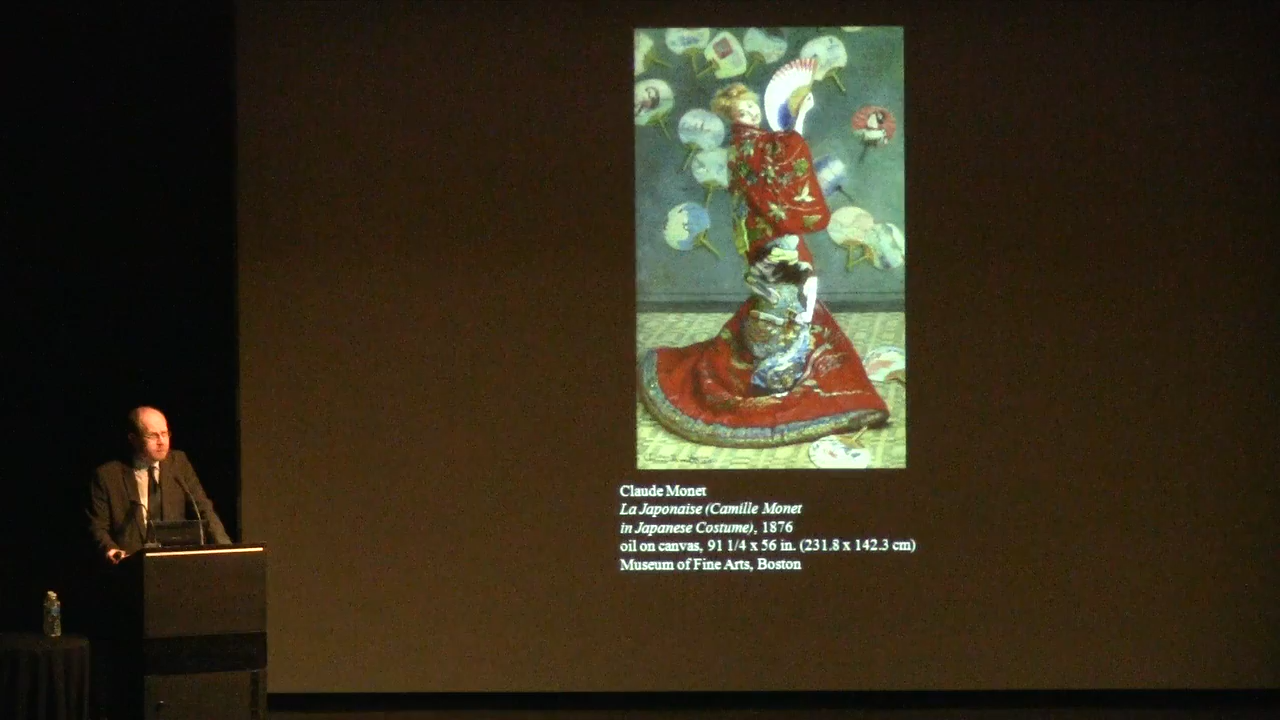 Claude Monet
La Japonaise (Camille Monet
in Japanese Costume), 1876
oil on canvas, 91 1/4 x 56 in. (231.8 x 142.3 cm)
Museum of Fine Arts, Boston